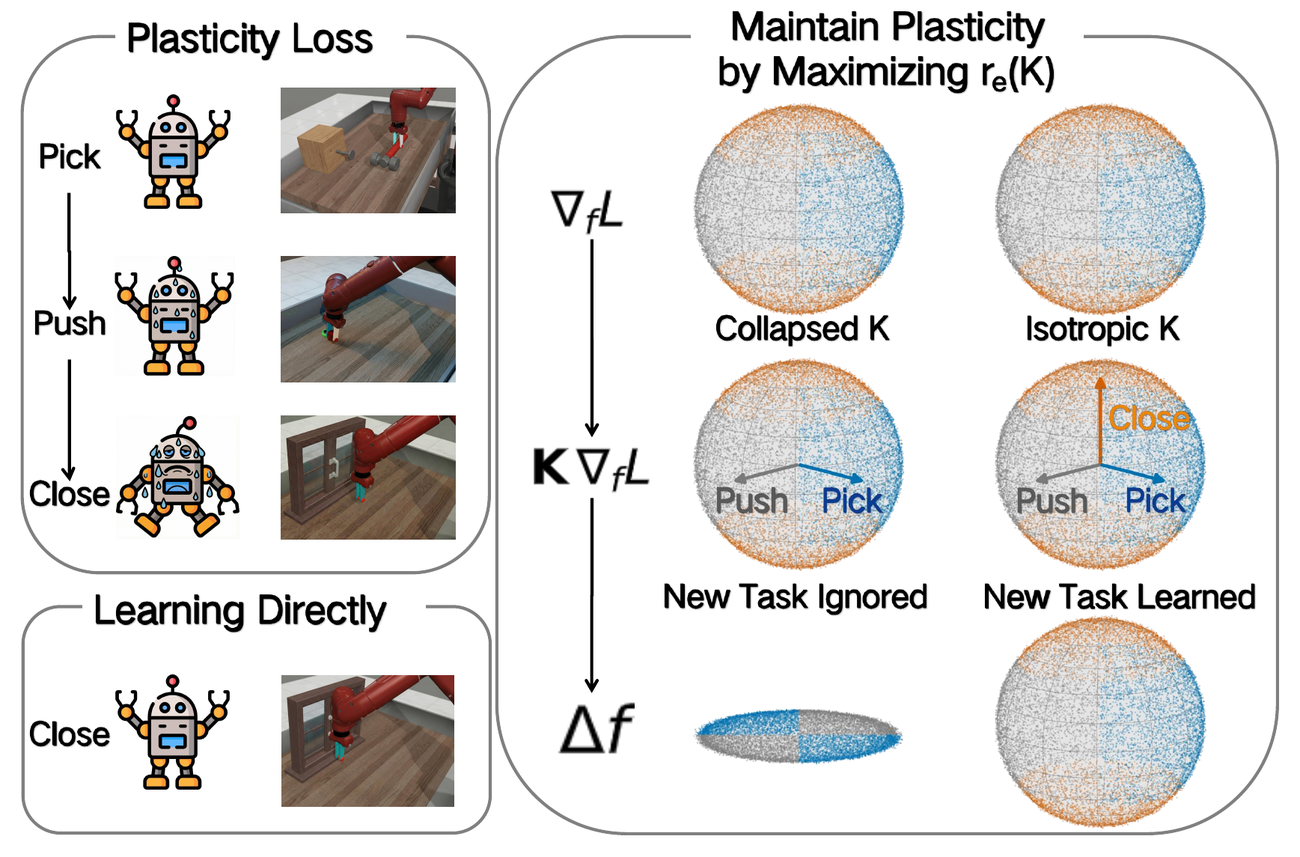 Plasticity Loss
Pick
Push
Close
Learning Directly
Close
Maintain Plasticity
by Maximizing rₑ(K)
∇fL
Collapsed K
Isotropic K
K∇fL
Push
Pick
Close
Push
Pick
New Task Ignored
New Task Learned
Δf